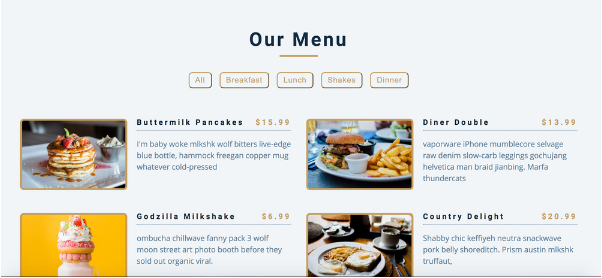 Our Menu
All Breakfast Lunch Shakes Dinner
Buttermilk Pancakes $15.99
I'm baby woke mlkshk wolf bitters live-edge
blue bottle, hammock freegan copper mug
whatever cold-pressed
Diner Double $13.99
vaporware iPhone mumblecore selvage
raw denim slow-carb leggings gochujang
helvetica man braid jianbing. Marfa
thundercats
Godzilla Milkshake $6.99
ombucha chillwave fanny pack 3 wolf
moon street art photo booth before they
sold out organic viral.
Country Delight $20.99
Shabby chic keffiyeh neutra snackwave
pork belly shoreditch. Prism austin mlkshk
truffaut,